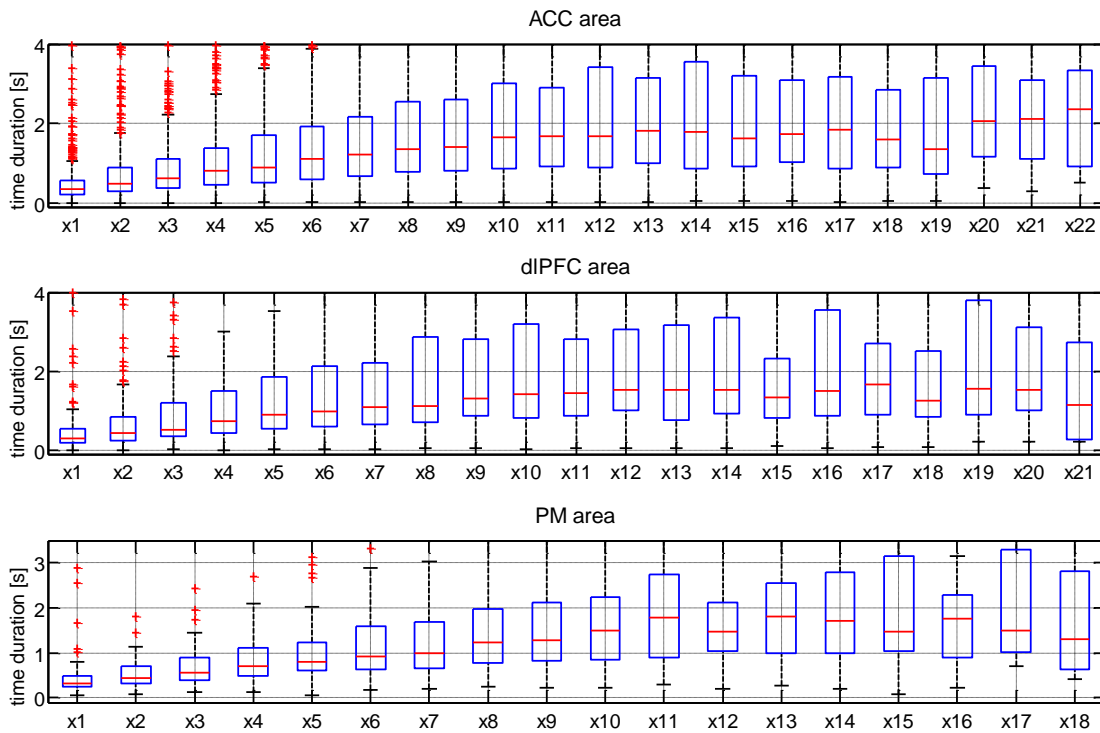 ACC area
time duration [s]
4
2
0
x1 x2 x3 x4 x5 x6 x7 x8 x9 x10 x11 x12 x13 x14 x15 x16 x17 x18 x19 x20 x21 x22
dlPFC area
time duration [s]
4
2
0
x1 x2 x3 x4 x5 x6 x7 x8 x9 x10 x11 x12 x13 x14 x15 x16 x17 x18 x19 x20 x21
PM area
time duration [s]
3
2
1
0
x1 x2 x3 x4 x5 x6 x7 x8 x9 x10 x11 x12 x13 x14 x15 x16 x17 x18